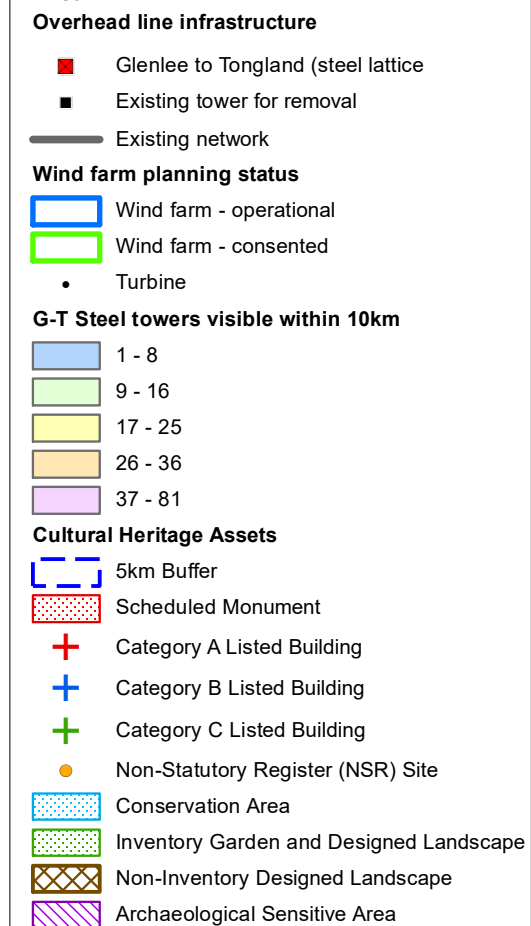 Overhead line infrastructure
Glenlee to Tongland (steel lattice
Existing tower for removal
Existing network
Wind farm planning status
Wind farm - operational
Wind farm - consented
Turbine
G-T Steel towers visible within 10km
1 - 8
9 - 16
17 - 25
26 - 36
37 - 81
Cultural Heritage Assets
5km Buffer
Scheduled Monument
Category A Listed Building
Category B Listed Building
Category C Listed Building
Non-Statutory Register (NSR) Site
Conservation Area
Inventory Garden and Designed Landscape
Non-Inventory Designed Landscape
Archaeological Sensitive Area